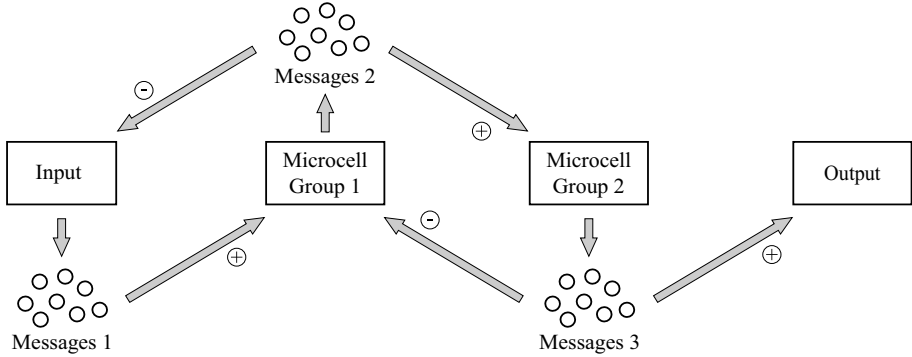 Messages 2
-
+
Input
Microcell
Group 1
Microcell
Group 2
Output
-
+
+
Messages 1
Messages 3